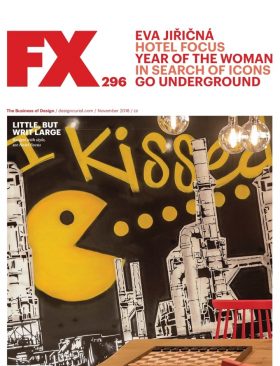 FX
296
EVA JIŘIČNÁ
HOTEL FOCUS
YEAR OF THE WOMAN
IN SEARCH OF ICONS
GO UNDERGROUND
The Business of Design / designcurial.com / November 2018 /
LITTLE, BUT
WRIT LARGE
Kissed